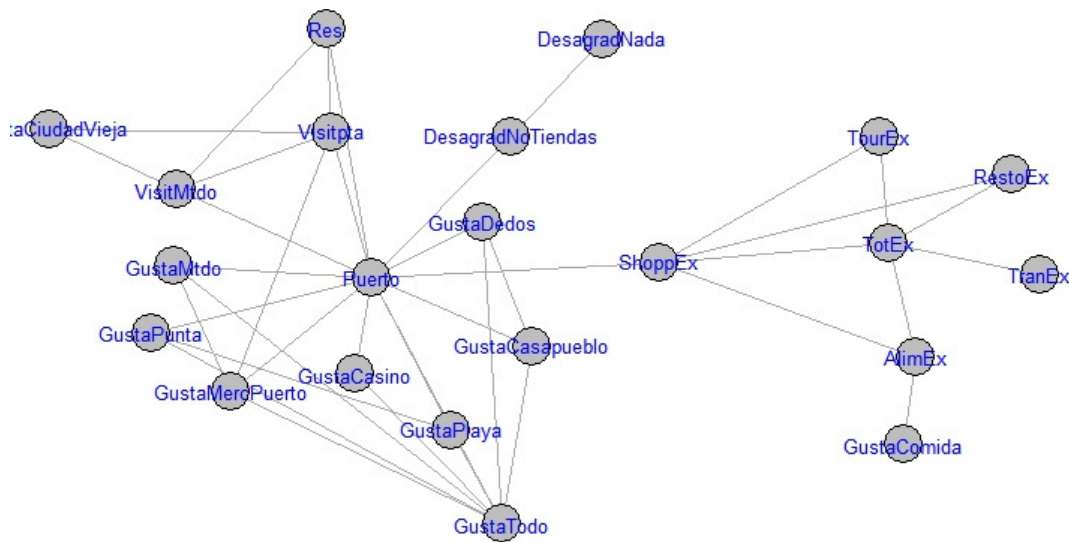 Res
DesagradNada
taCiudadVieja
Visitpta
DesagradNoTiendas
TourEx
VisitMtdo
RestoEx
GustaDedos
TotEx
GustaMtdo
Puerto
ShoppEx
TranEx
GustaPunta
GustaCasapueblo
AlimEx
GustaCasino
GustaMercPuerto
GustaPlaya
GustaComida
GustaTodo